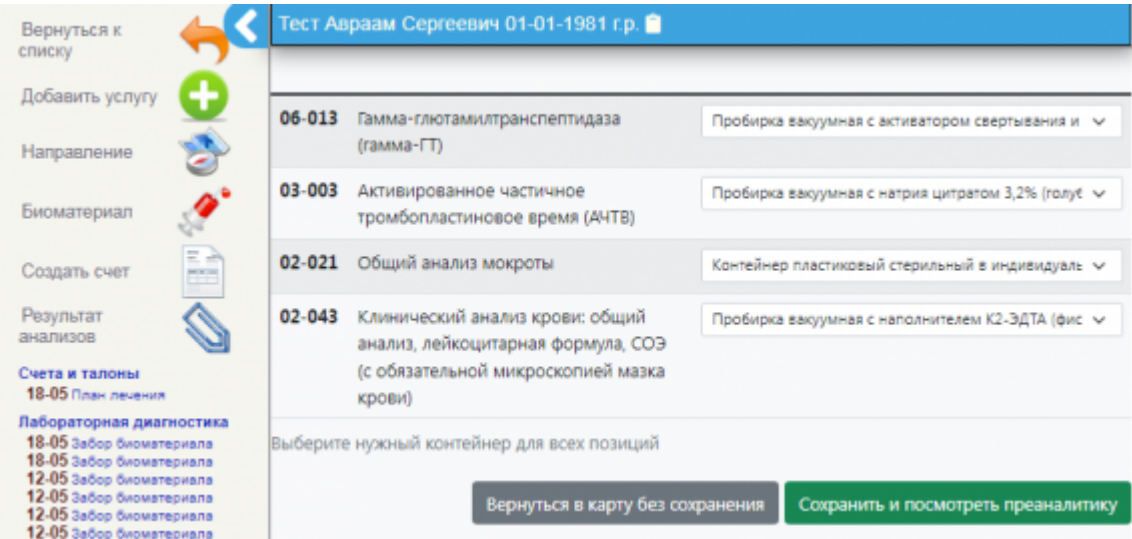 Вернуться к
списку
Добавить услугу
Направление
Биоматериал
Создать счет
Результат
анализов
Счета и талоны
18-05 План лечения
Лабораторная диагностика
18-05 Забор биоматериала
18-05 Забор биоматериала
12-05 Забор биоматериала
12-05 Забор биоматериала
12-05 Забор биоматериала
12-05 Забор биоматериала
Тест Авраам Сергеевич 01-01-1981 г.р.
06-013 Гамма-глютамилтранспептидаза
(гамма-ГТ)
Пробирка вакуумная с активатором свертывания и
03-003 Активированное частичное
тромбопластиновое время (АЧТВ)
Пробирка вакуумная с натрия цитратом 3,2% (голуб
02-021 Общий анализ мокроты
Контейнер пластиковый стерильный в индивидуаль
02-043 Клинический анализ крови: общий
анализ, лейкоцитарная формула, СОЭ
(с обязательной микроскопией мазка
крови)
Пробирка вакуумная с наполнителем К2-ЭДТА (фис
Выберите нужный контейнер для всех позиций
Вернуться в карту без сохранения
Сохранить и посмотреть преаналитику